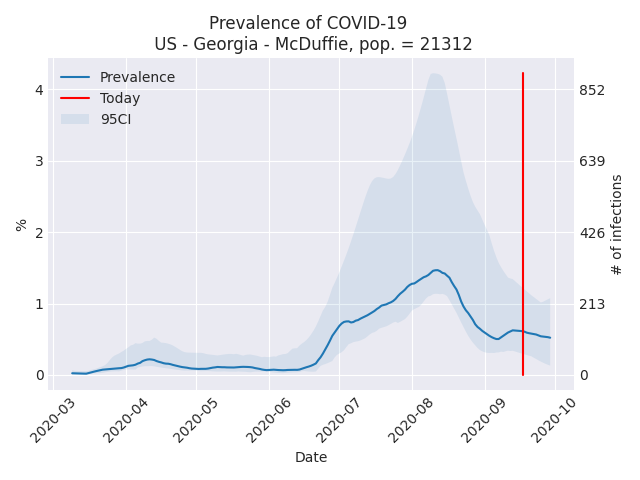 Prevalence of COVID-19
US - Georgia - McDuffie, pop. = 21312
Prevalence
Today
95CI
4
3
2
1
0
%
852
639
426
213
0
# of infections
2020-03
2020-04
2020-05
2020-06
2020-07
2020-08
2020-09
2020-10
Date